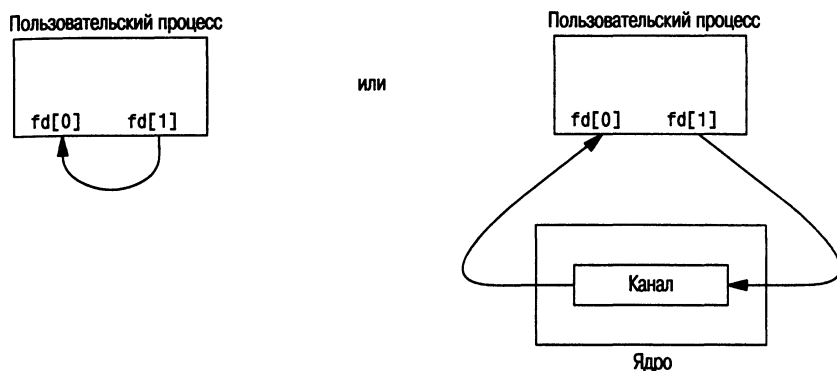 Пользовательский процесс
fd[0] fd[1]
или
Пользовательский процесс
fd[0] fd[1]
Канал
Ядро